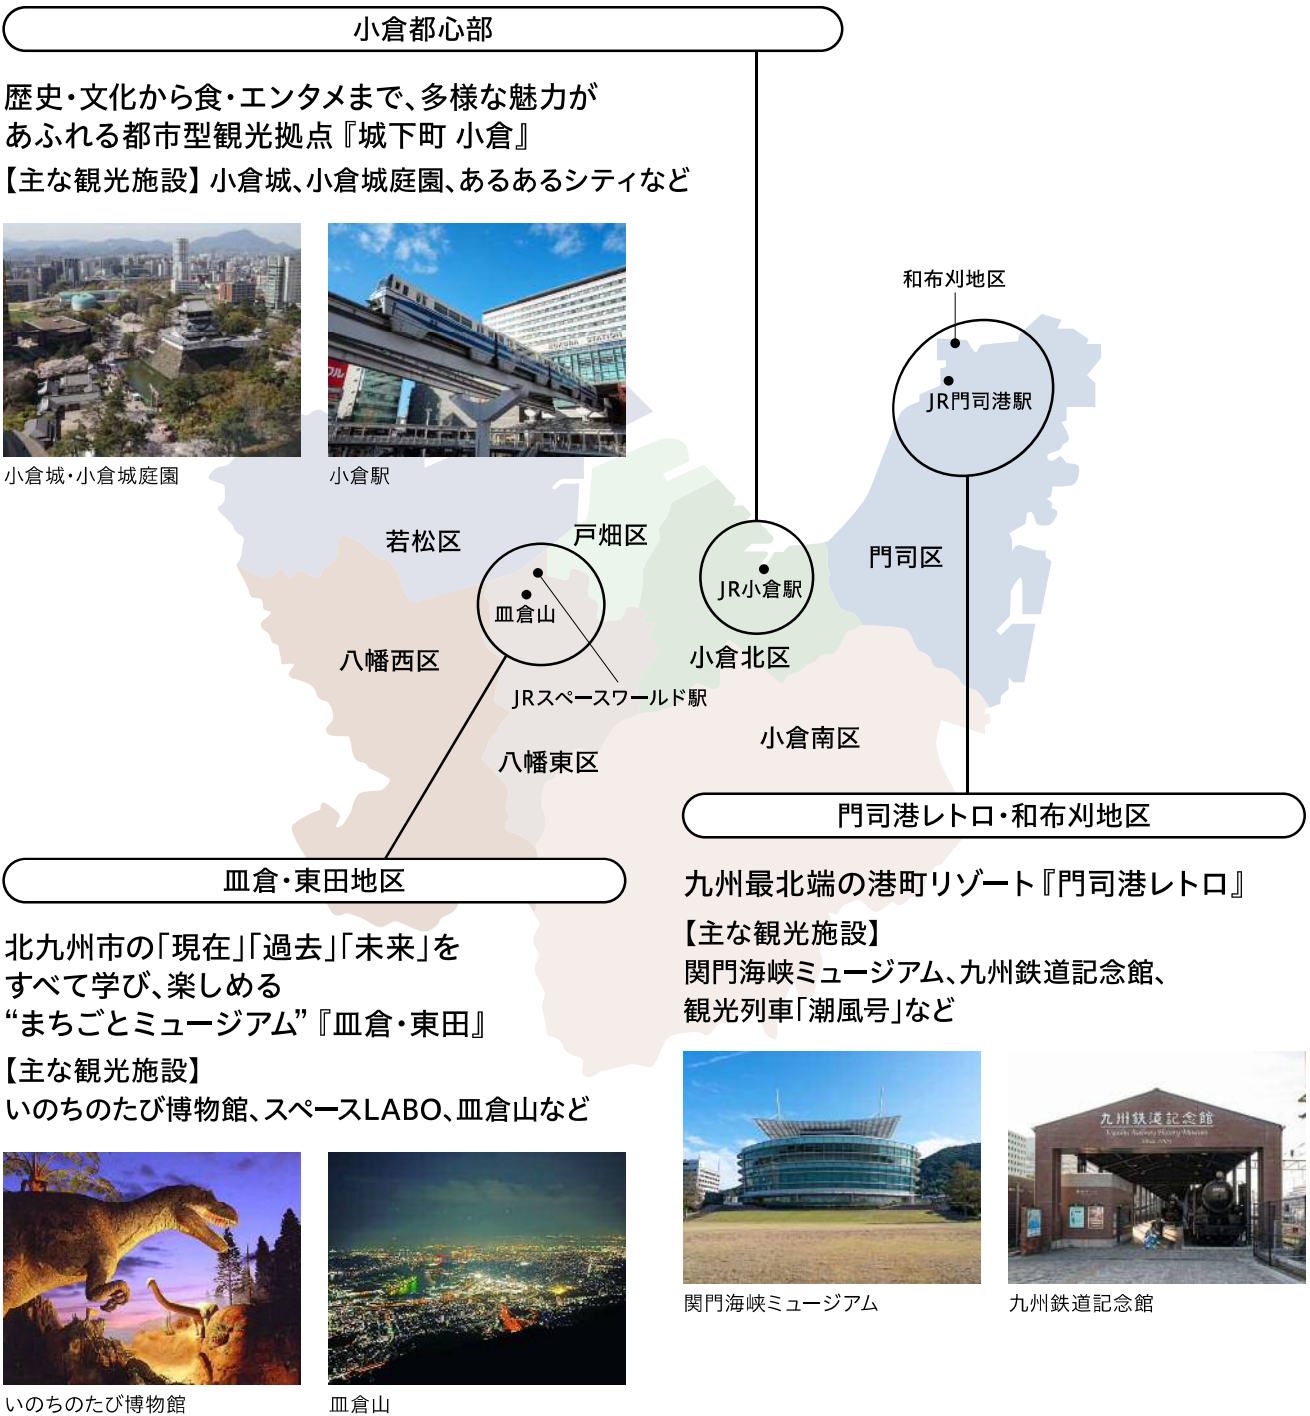 小倉都心部
歴史・文化から食・エンタメまで、多様な魅力が
あふれる都市型観光拠点『城下町 小倉』
【主な観光施設】小倉城、小倉城庭園、あるあるシティなど
KOKURA STATION
小倉城・小倉城庭園
小倉駅
和布刈地区
JR門司港駅
若松区
戸畑区
門司区
JR小倉駅
皿倉山
八幡西区
小倉北区
JRスペースワールド駅
小倉南区
八幡東区
皿倉・東田地区
北九州市の「現在」「過去」「未来」を
すべて学び、楽しめる
“まちごとミュージアム”『皿倉・東田』
【主な観光施設】
いのちのたび博物館、スペースLABO、皿倉山など
いのちのたび博物館
皿倉山
門司港レトロ・和布刈地区
九州最北端の港町リゾート『門司港レトロ』
【主な観光施設】
関門海峡ミュージアム、九州鉄道記念館、
観光列車「潮風号」など
九州鉄道記念館
Kyushu Railway History Museum
関門海峡ミュージアム
九州鉄道記念館